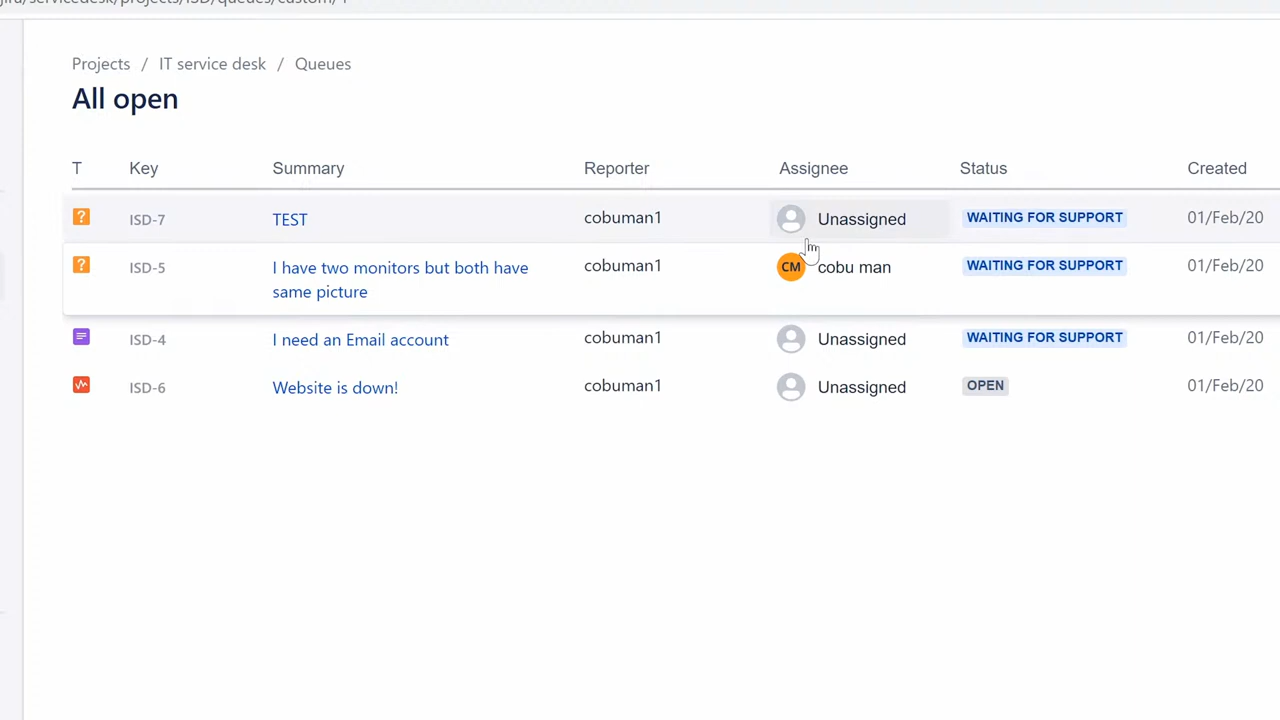 Projects / IT service desk / Queues
All open
T Key Summary Reporter Assignee Status Created
ISD-7 TEST cobuman1 Unassigned WAITING FOR SUPPORT 01/Feb/20
ISD-5 I have two monitors but both have cobuman1 CM cobu man WAITING FOR SUPPORT 01/Feb/20
same picture
ISD-4 I need an Email account cobuman1 Unassigned WAITING FOR SUPPORT 01/Feb/20
ISD-6 Website is down! cobuman1 Unassigned OPEN 01/Feb/20